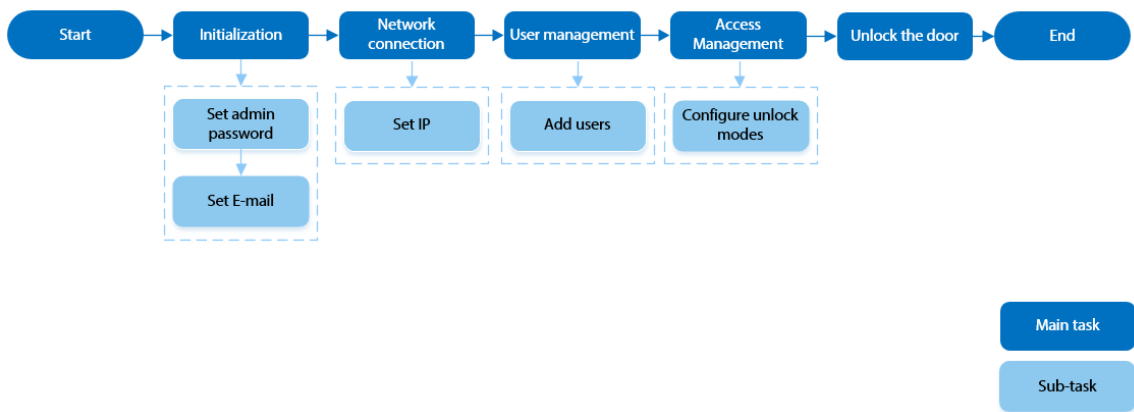 Start
Initialization
Network
connection
User management
Access
Management
Unlock the door
End
Set admin
password
Set E-mail
Set IP
Add users
Configure unlock
modes
Main task
Sub-task